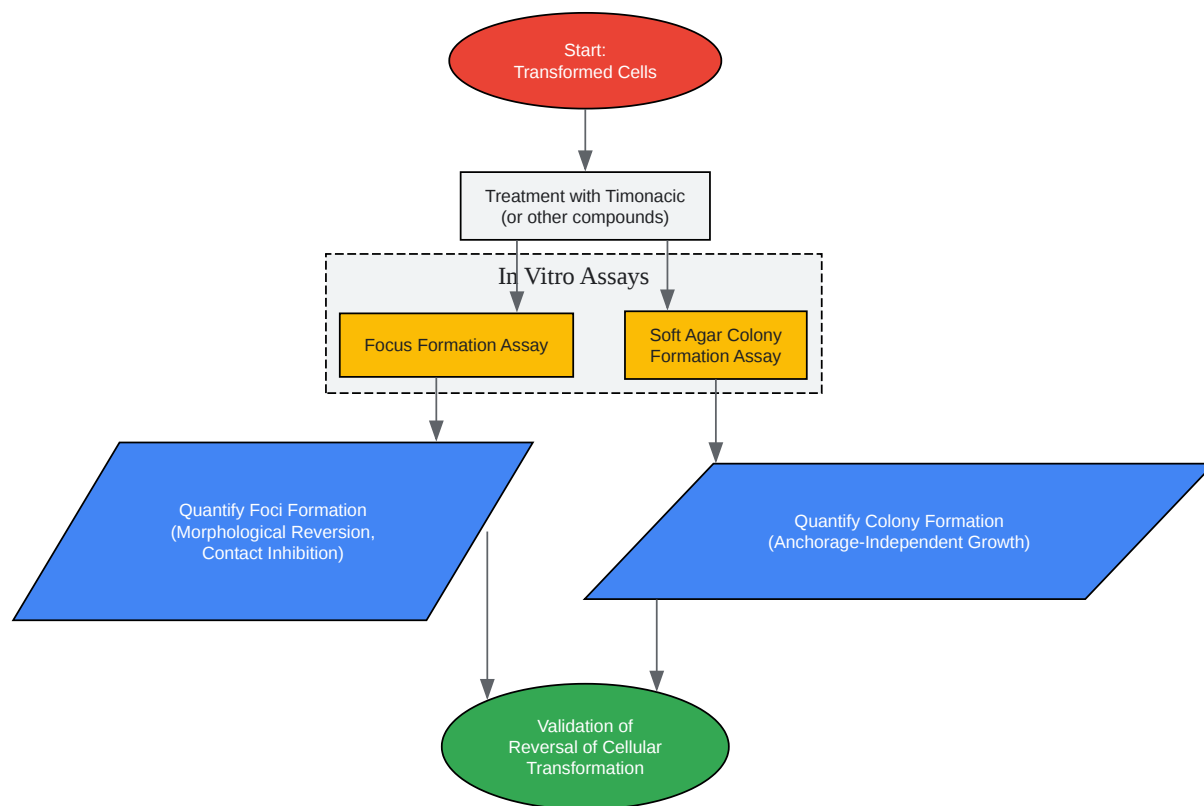 Start:
Transformed Cells
Treatment with Timonacic
(or other compounds)
In Vitro Assays
Focus Formation Assay
Soft Agar Colony
Formation Assay
Quantify Foci Formation
(Morphological Reversion,
Contact Inhibition)
Quantify Colony Formation
(Anchorage-Independent Growth)
Validation of
Reversal of Cellular
Transformation